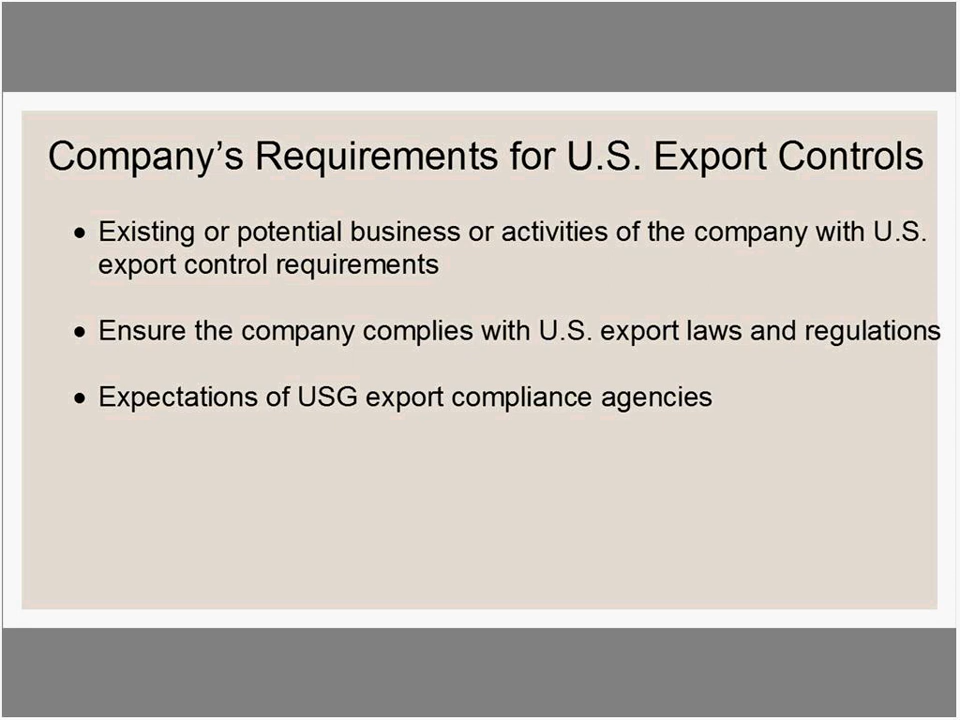 Company’s Requirements for U.S. Export Controls
• Existing or potential business or activities of the company with U.S.
export control requirements
• Ensure the company complies with U.S. export laws and regulations
• Expectations of USG export compliance agencies